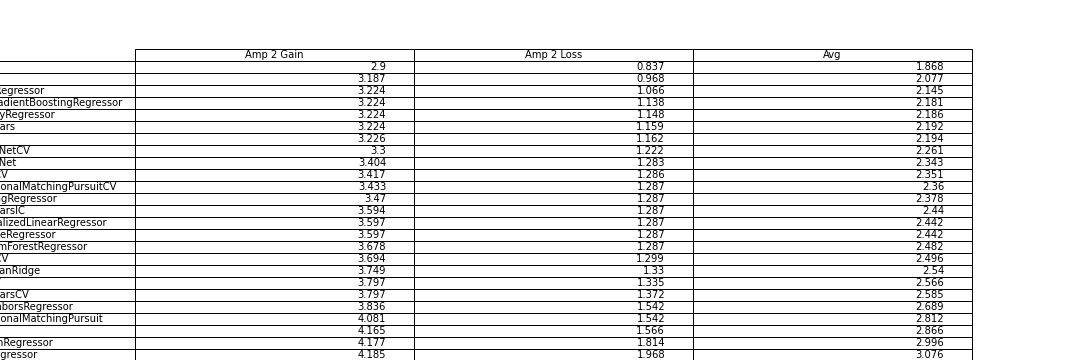 Amp 2 Gain Amp 2 Loss Avg
2.9 0.837 1.868
3.187 0.968 2.077
Regressor 3.224 1.066 2.145
adientBoostingRegressor 3.224 1.138 2.181
yRegressor 3.224 1.148 2.186
ars 3.224 1.159 2.192
3.226 1.162 2.194
NetCV 3.3 1.222 2.261
Net 3.404 1.283 2.343
CV 3.417 1.286 2.351
onalMatchingPursuitCV 3.433 1.287 2.36
gRegressor 3.47 1.287 2.378
arsIC 3.594 1.287 2.44
alizedLinearRegressor 3.597 1.287 2.442
eRegressor 3.597 1.287 2.442
mForestRegressor 3.678 1.287 2.482
CV 3.694 1.299 2.496
anRidge 3.749 1.33 2.54
3.797 1.335 2.566
arsCV 3.797 1.372 2.585
hborsRegressor 3.836 1.542 2.689
onalMatchingPursuit 4.081 1.542 2.812
4.165 1.566 2.866
nRegressor 4.177 1.814 2.996
gressor 4.185 1.968 3.076